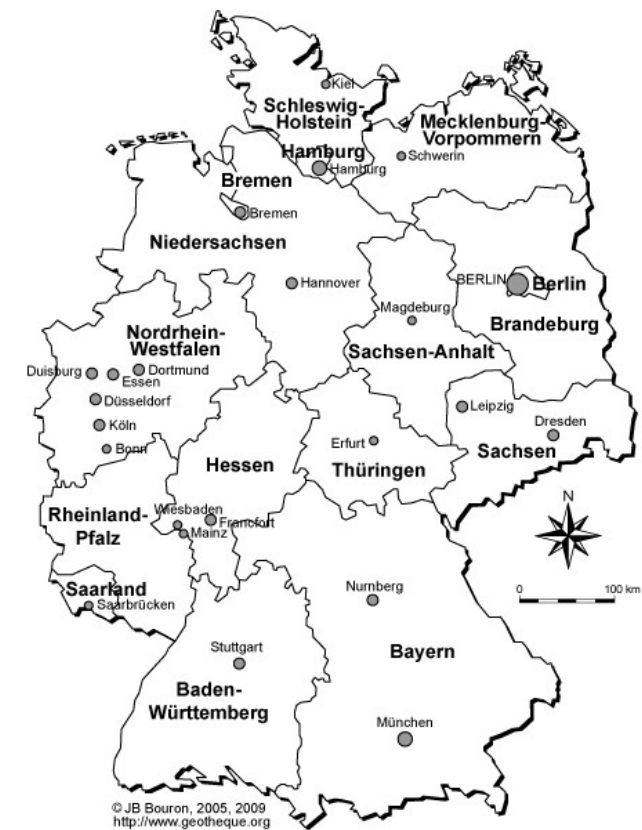 Kiel
Schleswig-
Holstein
Mecklenburg-
Vorpommern
Hamburg
Hamburg
Schwerin
Bremen
Bremen
Niedersachsen
Hannover
BERLIN
Berlin
Magdeburg
Brandeburg
Nordrhein-
Westfalen
Sachsen-Anhalt
Duisburg
Dortmund
Essen
Düsseldorf
Leipzig
Köln
Dresden
Bonn
Erfurt
Sachsen
Hessen
Thüringen
N
Wiesbaden
Rheinland-
Pfalz
Francfort
Mainz
Saarland
Saarbrücken
Nurnberg
0 100 km
Stuttgart
Bayern
Baden-
Württemberg
München
© JB Bouron, 2005, 2009
http://www.geotheque.org